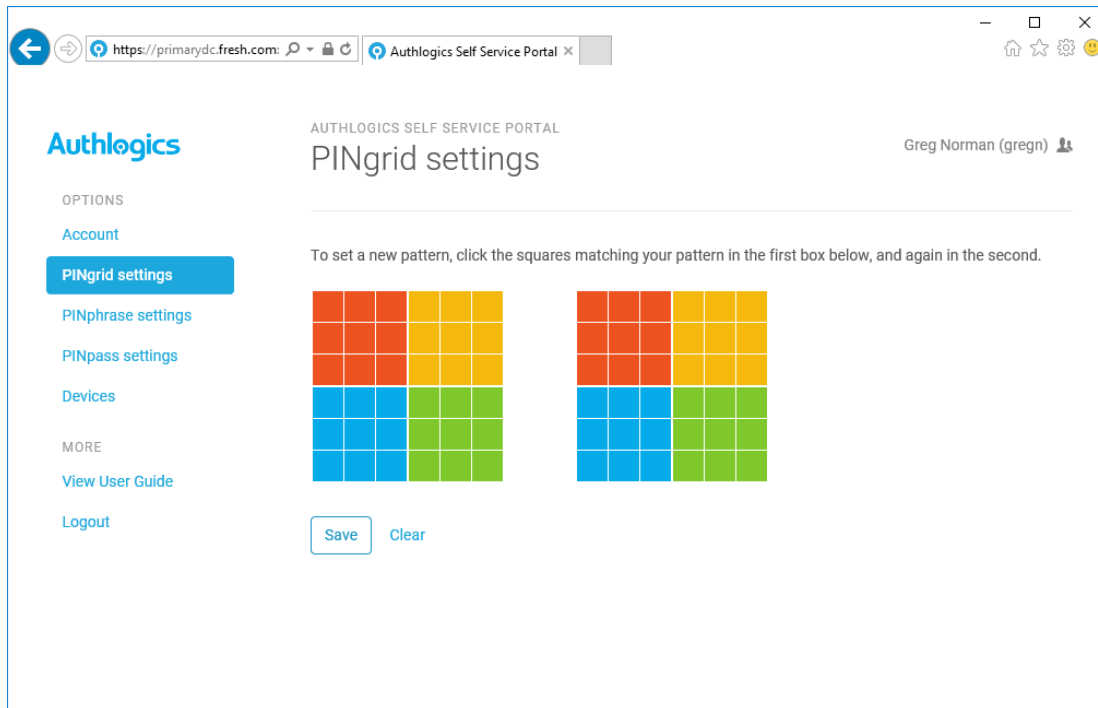 https://primarydc.fresh.com:
Authlogics Self Service Portal
Authlogics
AUTHLOGICS SELF SERVICE PORTAL
PINgrid settings
Greg Norman (gregn)
OPTIONS
Account
PINgrid settings
PINphrase settings
PINpass settings
Devices
MORE
View User Guide
Logout
To set a new pattern, click the squares matching your pattern in the first box below, and again in the second.
Save
Clear